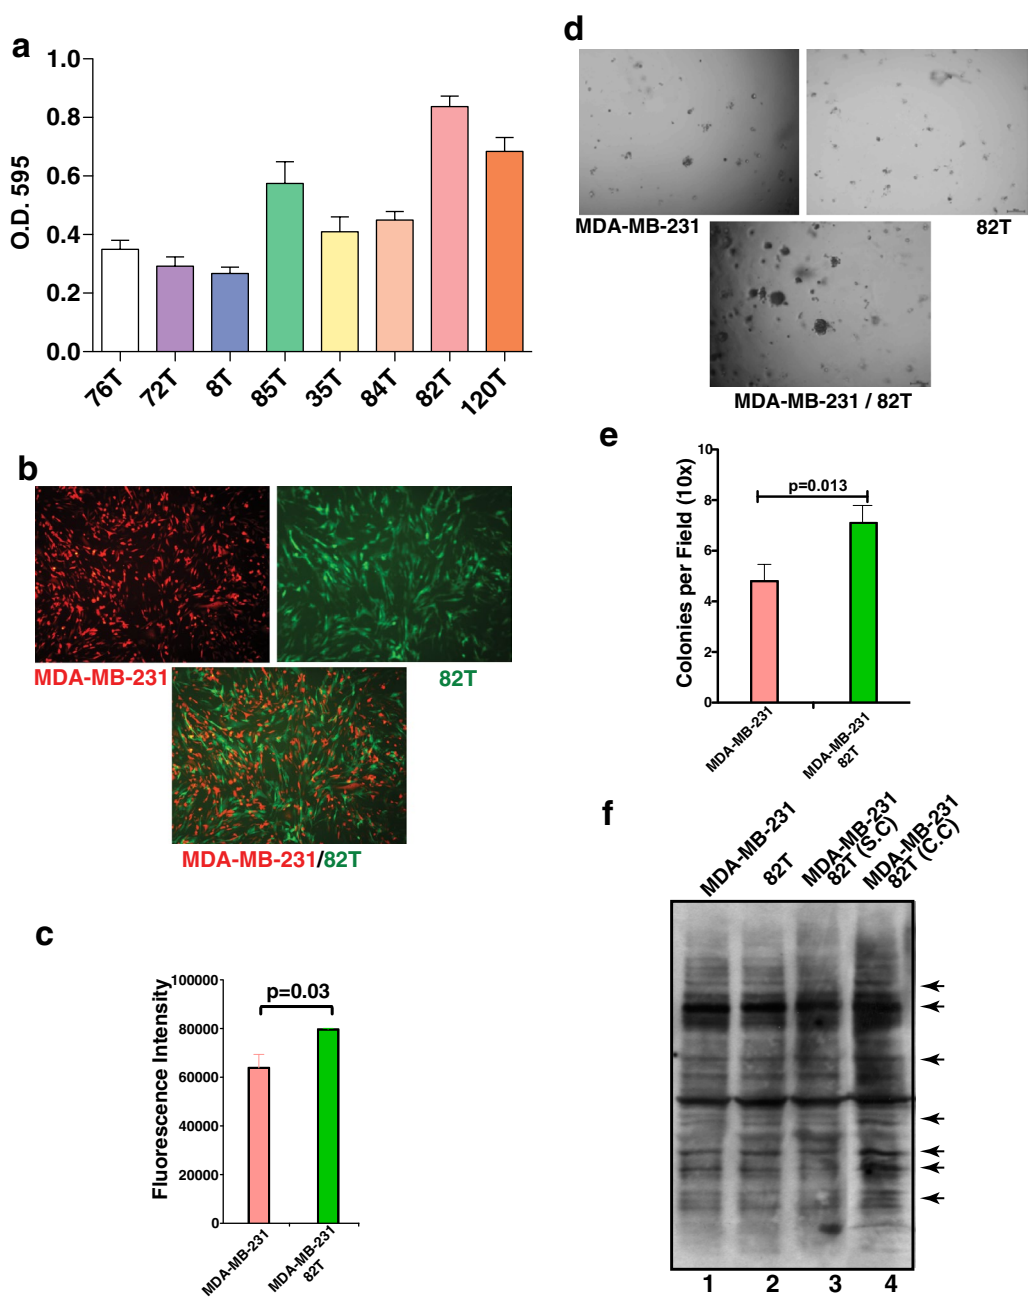 a
1.0
0.8
0.6
0.4
0.2
0.0
O.D. 595
76T
72T
8T
85T
35T
84T
82T
120T
b
MDA-MB-231
82T
MDA-MB-231/82T
c
100000
80000
60000
40000
20000
0
Fluorescence Intensity
p=0.03
MDA-MB-231
MDA-MB-231
82T
d
MDA-MB-231
82T
MDA-MB-231 / 82T
e
10
8
6
4
2
0
Colonies per Field (10x)
p=0.013
MDA-MB-231
MDA-MB-231
82T
f
MDA-MB-231
82T
MDA-MB-231
82T (S.C)
MDA-MB-231
82T (C.C)
1
2
3
4